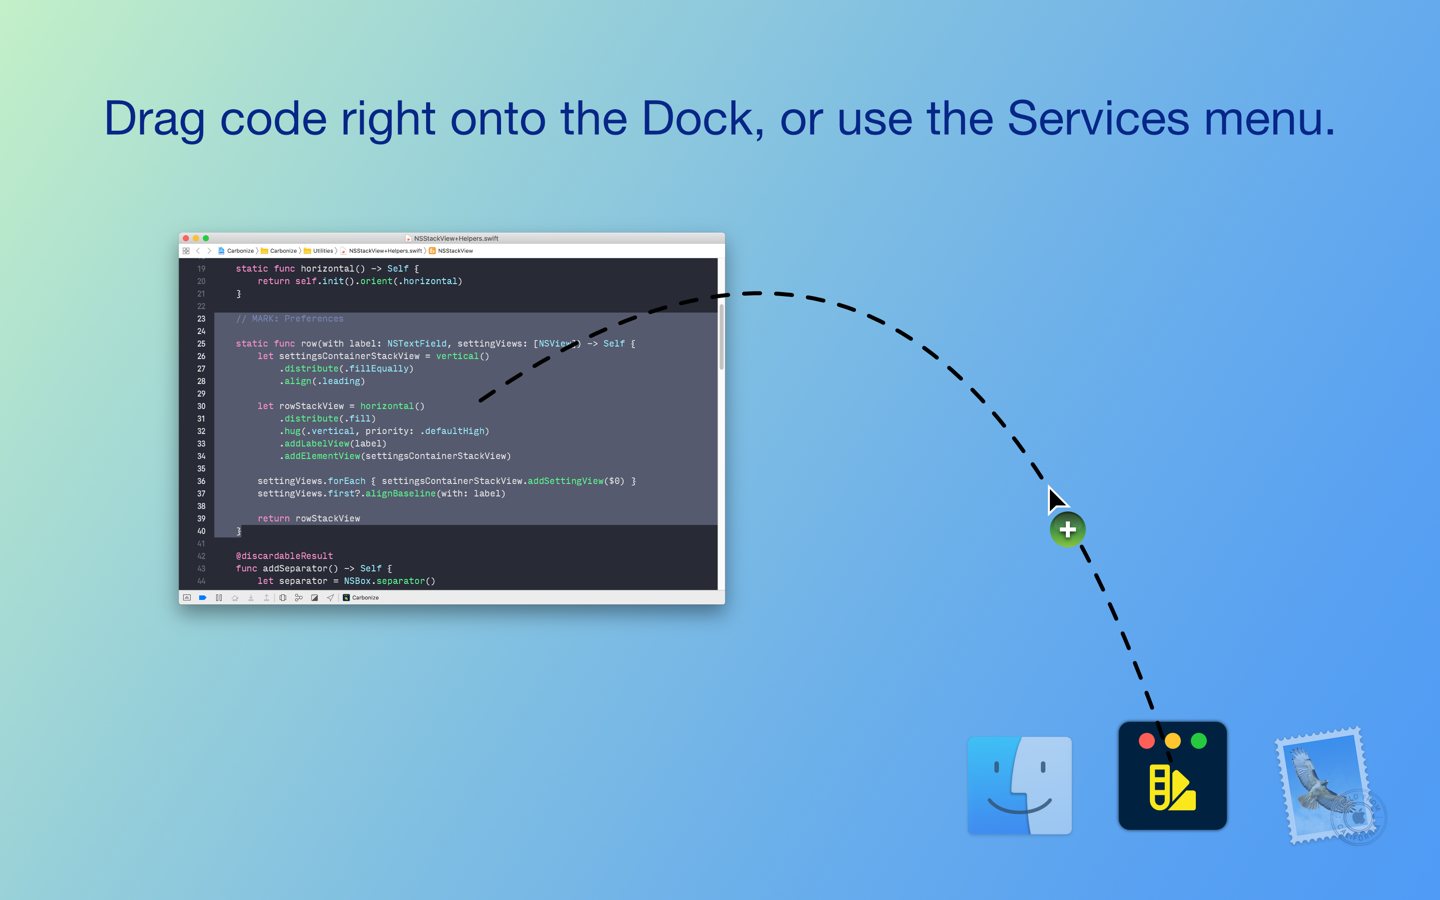 Drag code right onto the Dock, or use the Services menu.
NSStackView+Helpers.swift
Carbonize 〉 Carbonize 〉 Utilities 〉 NSStackView+Helpers.swift 〉 NSStackView
19 static func horizontal() -> Self {
20 return self.init().orient(.horizontal)
21 }
22
23 // MARK: Preferences
24
25 static func row(with label: NSTextField, settingViews: [NSView]) -> Self {
26 let settingsContainerStackView = vertical()
27 .distribute(.fillEqually)
28 .align(.leading)
29
30 let rowStackView = horizontal()
31 .distribute(.fill)
32 .hug(.vertical, priority: .defaultHigh)
33 .addLabelView(label)
34 .addElementView(settingsContainerStackView)
35
36 settingViews.forEach { settingsContainerStackView.addSettingView($0) }
37 settingViews.first?.alignBaseline(with: label)
38
39 return rowStackView
40 }
41
42 @discardableResult
43 func addSeparator() -> Self {
44 let separator = NSBox.separator()
Carbonize